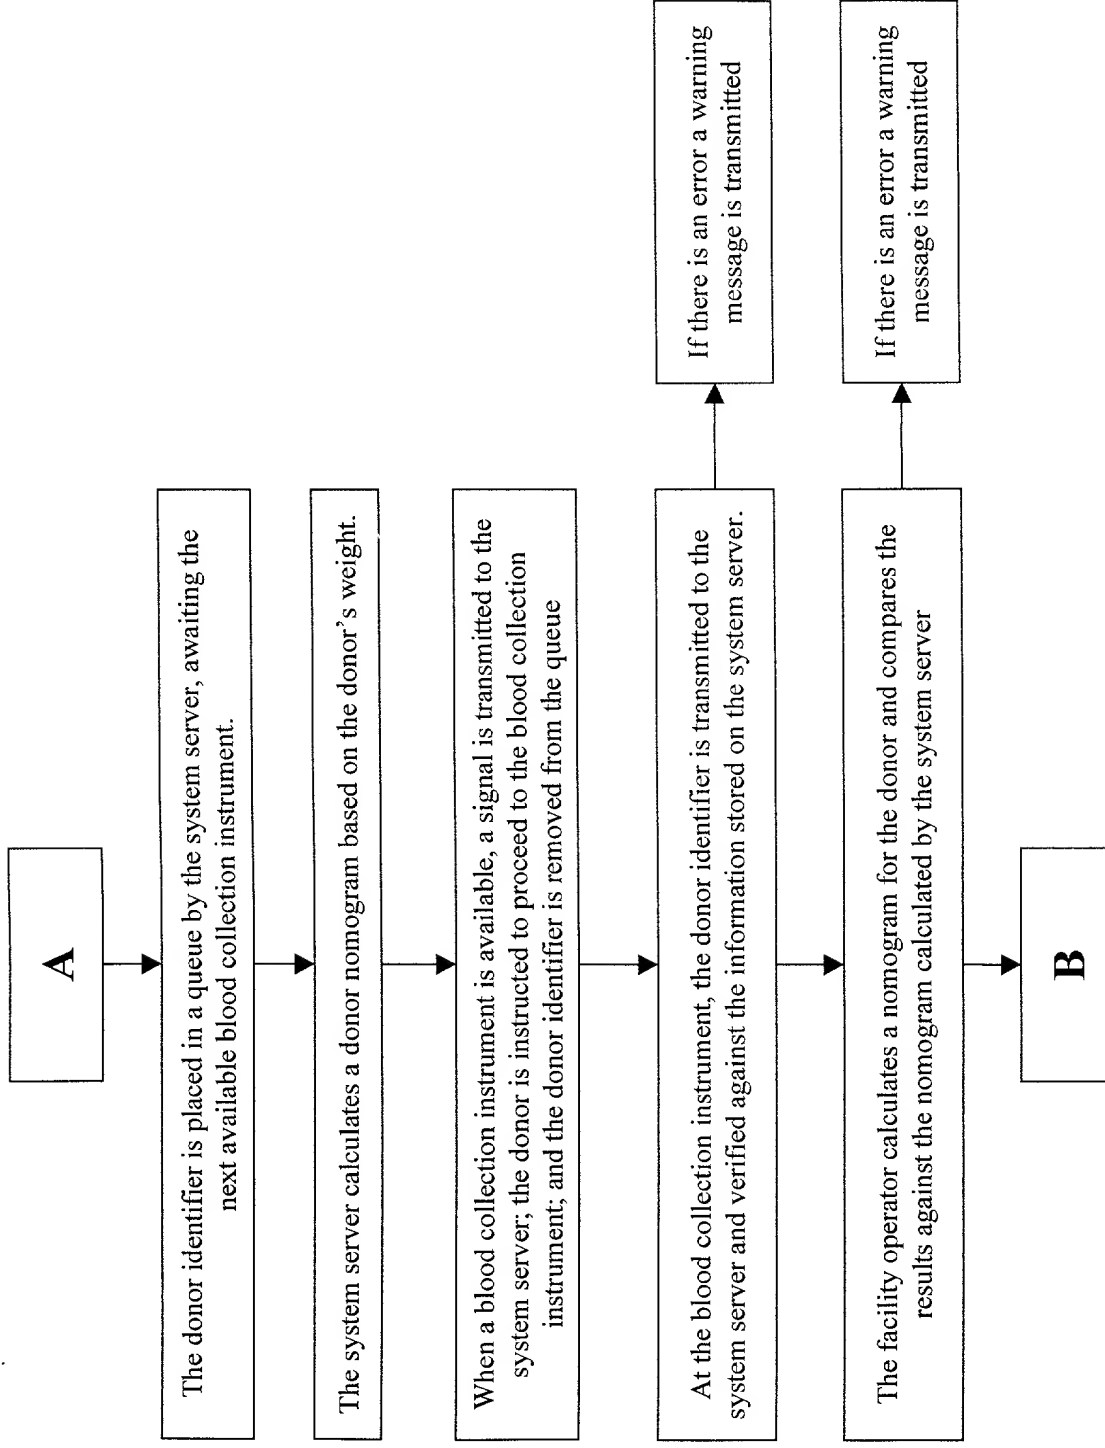 A
The donor identifier is placed in a queue by the system server, awaiting the
next available blood collection instrument.
The system server calculates a donor nomogram based on the donor's weight.
When a blood collection instrument is available, a signal is transmitted to the
system server; the donor is instructed to proceed to the blood collection
instrument; and the donor identifier is removed from the queue
At the blood collection instrument, the donor identifier is transmitted to the
system server and verified against the information stored on the system server.
If there is an error a warning
message is transmitted
The facility operator calculates a nomogram for the donor and compares the
results against the nomogram calculated by the system server
If there is an error a warning
message is transmitted
B